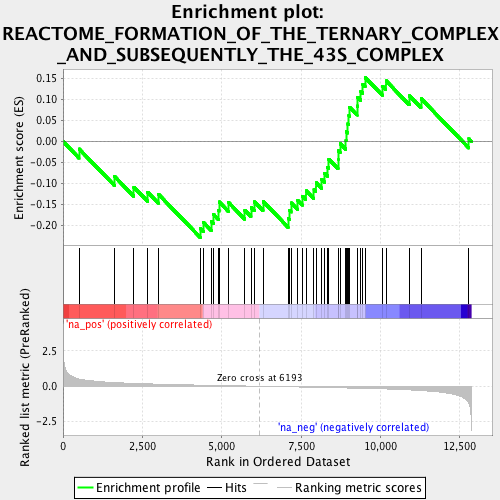 Enrichment plot:
REACTOME_FORMATION_OF_THE_TERNARY_COMPLEX
_AND_SUBSEQUENTLY_THE_43S_COMPLEX
Enrichment score (ES)
0.15
0.10
0.05
0.00
-0.05
-0.10
-0.15
-0.20
'na_pos' (positively correlated)
Ranked list metric (PreRanked)
2.5
0.0
-2.5
Zero cross at 6193
'na_neg' (negatively correlated)
0
2,500
5,000
7,500
10,000
12,500
Rank in Ordered Dataset
Enrichment profile
Hits
Ranking metric scores